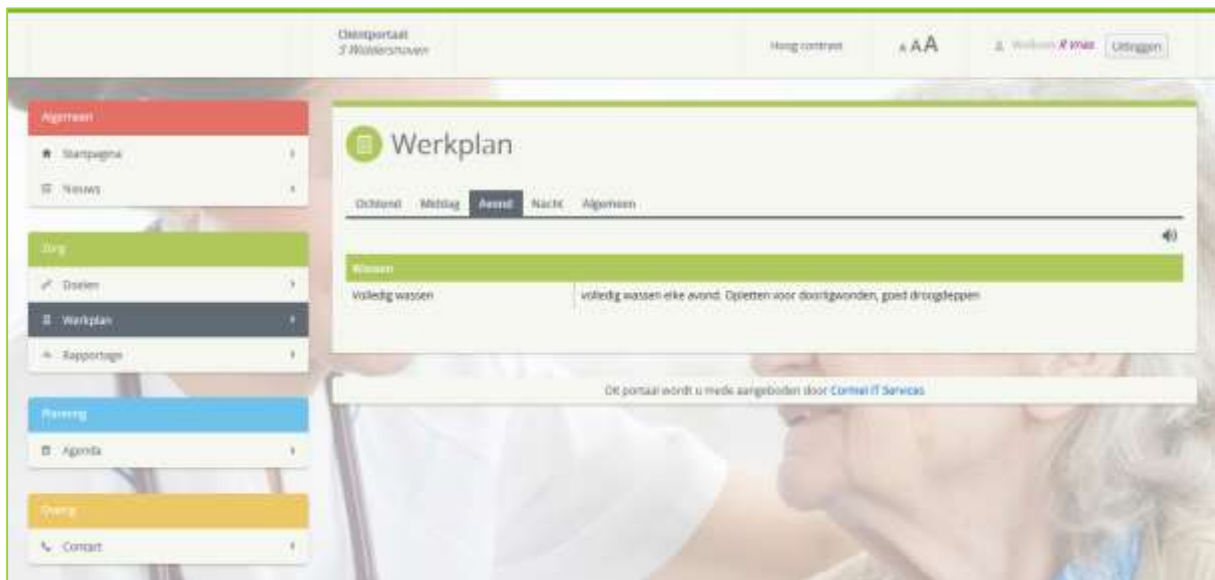 Cliëntportaal
Hoog contrast
A A A
Welkom
Uitloggen
Algemeen
Startpagina
Nieuws
Zorg
Doelen
Werkplan
Rapportage
Planning
Agenda
Overig
Contact
Werkplan
Ochtend Middag Avond Nacht Algemeen
Wassen
Volledig wassen volledig wassen elke avond. Opletten voor doorligwonden, goed droogdeppen
Dit portaal wordt u mede aangeboden door Cormel IT Services